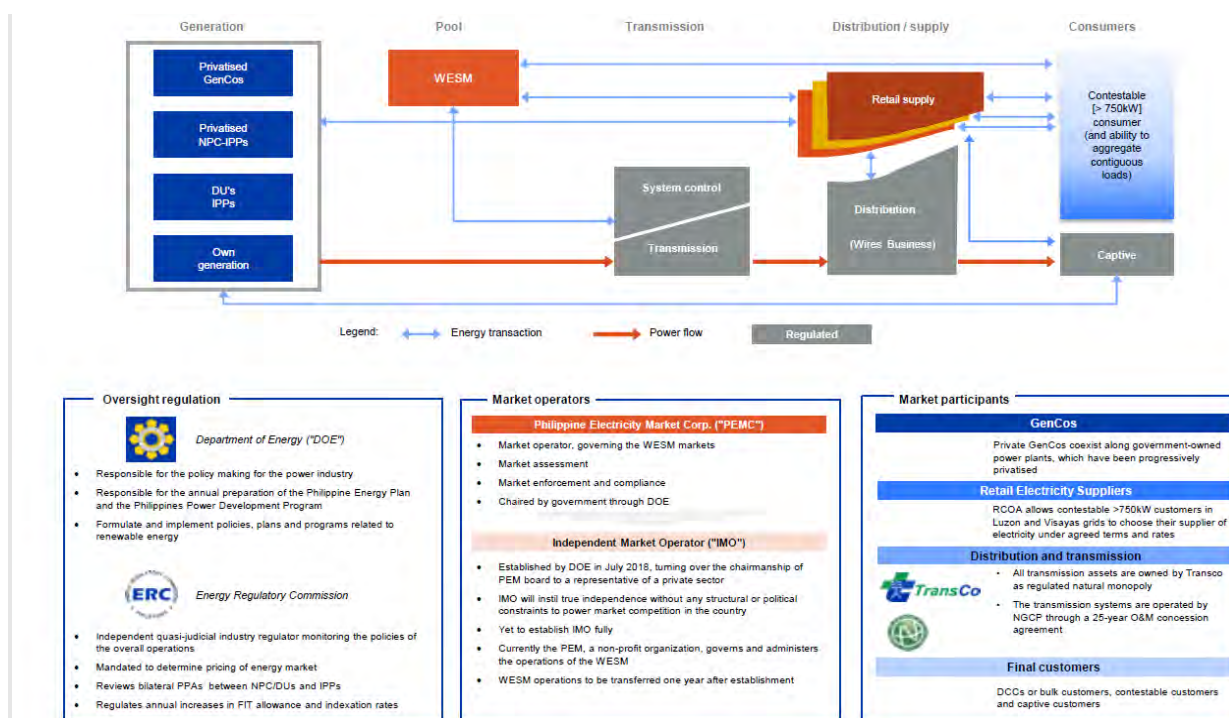 Generation
Pool
Transmission
Distribution / supply
Consumers
Privatised
GenCos
Privatised
NPC-IPPs
DU's
IPPs
Own
generation
WESM
System control
Transmission
Retail supply
Distribution
(Wires Business)
Contestable
[> 750kW]
consumer
(and ability to
aggregate
contiguous
loads)
Captive
Legend:
Energy transaction
Power flow
Regulated
Oversight regulation
Department of Energy ("DOE")
• Responsible for the policy making for the power industry
• Responsible for the annual preparation of the Philippine Energy Plan
and the Philippines Power Development Program
• Formulate and implement policies, plans and programs related to
renewable energy
ERC
Energy Regulatory Commission
• Independent quasi-judicial industry regulator monitoring the policies of
the overall operations
• Mandated to determine pricing of energy market
• Reviews bilateral PPAs between NPC/DUs and IPPs
• Regulates annual increases in FIT allowance and indexation rates
Market operators
Philippine Electricity Market Corp. ("PEMC")
• Market operator, governing the WESM markets
• Market assessment
• Market enforcement and compliance
• Chaired by government through DOE
Independent Market Operator ("IMO")
• Established by DOE in July 2018, turning over the chairmanship of
PEM board to a representative of a private sector
• IMO will instil true independence without any structural or political
constraints to power market competition in the country
• Yet to establish IMO fully
• Currently the PEM, a non-profit organization, governs and administers
the operations of the WESM
• WESM operations to be transferred one year after establishment
Market participants
GenCos
Private GenCos coexist along government-owned
power plants, which have been progressively
privatised
Retail Electricity Suppliers
RCOA allows contestable >750kW customers in
Luzon and Visayas grids to choose their supplier of
electricity under agreed terms and rates
Distribution and transmission
TransCo
• All transmission assets are owned by Transco
as regulated natural monopoly
• The transmission systems are operated by
NGCP through a 25-year O&M concession
agreement
Final customers
DCCs or bulk customers, contestable customers
and captive customers